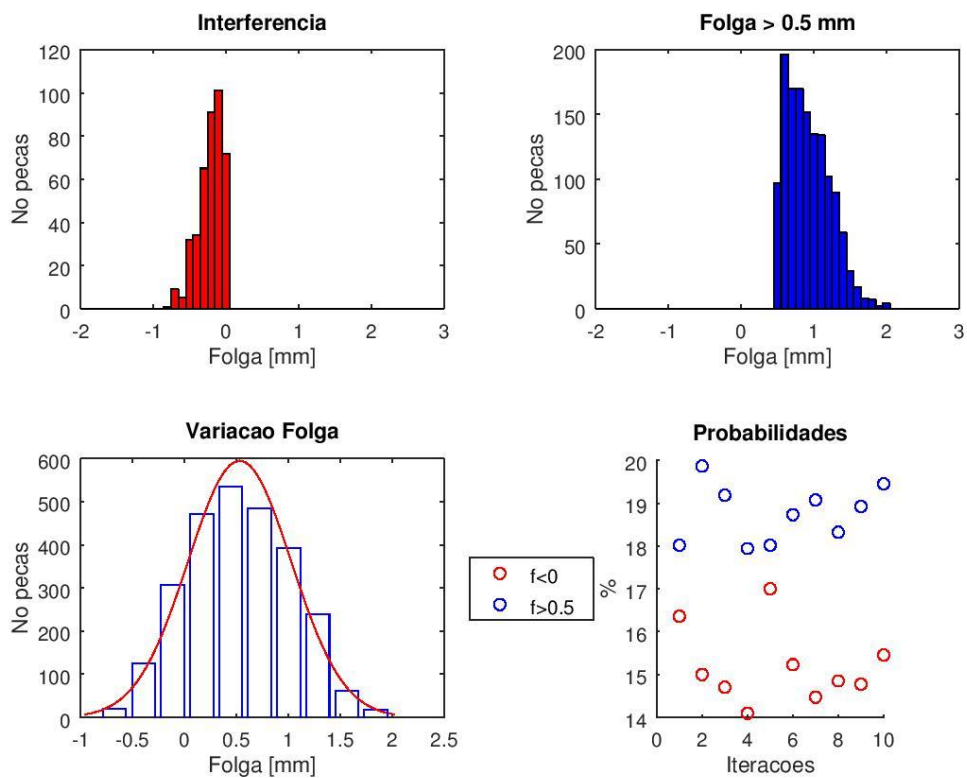 Interferencia
No pecas
120
100
80
60
40
20
0
-2 -1 0 1 2 3
Folga [mm]
Folga > 0.5 mm
No pecas
200
150
100
50
0
-2 -1 0 1 2 3
Folga [mm]
Variacao Folga
No pecas
600
500
400
300
200
100
0
-1 -0.5 0 0.5 1 1.5 2 2.5
Folga [mm]
f<0
f>0.5
Probabilidades
%
20
19
18
17
16
15
14
0 2 4 6 8 10
Iteracoes